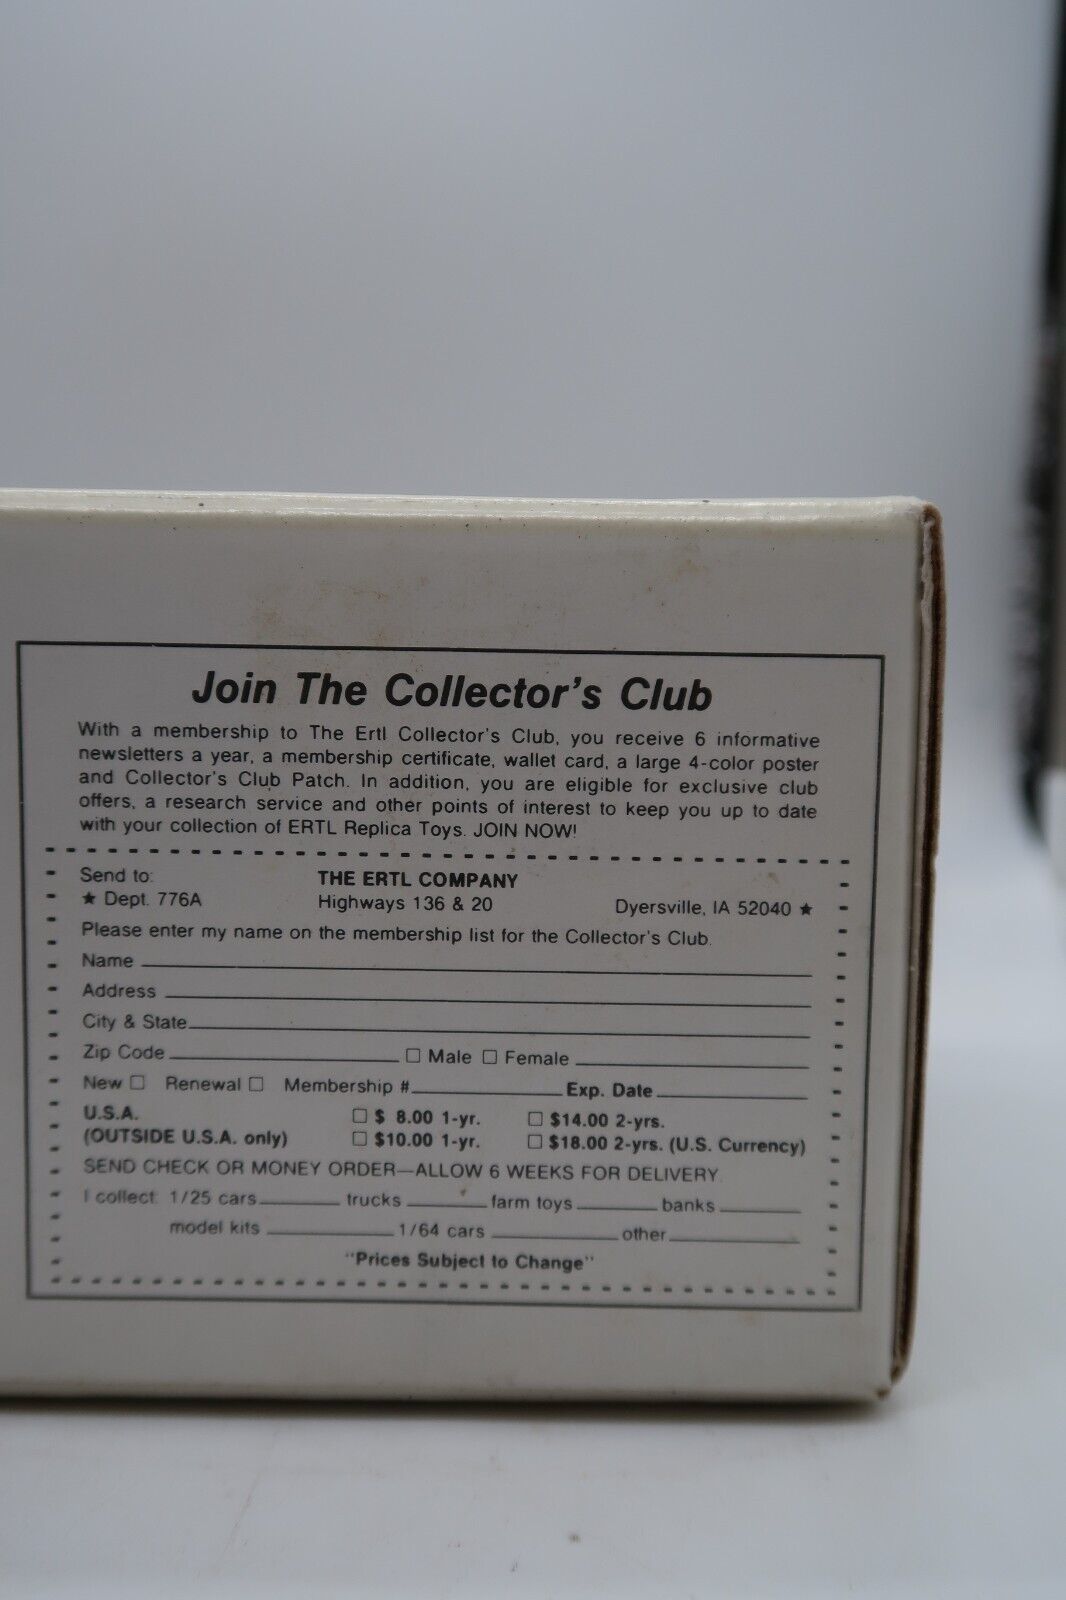 Join The Collector's Club
With a membership to The Ertl Collector's Club, you receive 6 informative
newsletters a year, a membership certificate, wallet card, a large 4-color poster
and Collector's Club Patch. In addition, you are eligible for exclusive club
offers, a research service and other points of interest to keep you up to date
with your collection of ERTL Replica Toys. JOIN NOW!
Send to: THE ERTL COMPANY
★ Dept. 776A Highways 136 & 20 Dyersville, IA 52040 ★
Please enter my name on the membership list for the Collector's Club.
Name
Address
City & State
Zip Code □ Male □ Female
New □ Renewal □ Membership # Exp. Date
U.S.A. □ $ 8.00 1-yr. □ $14.00 2-yrs.
(OUTSIDE U.S.A. only) □ $10.00 1-yr. □ $18.00 2-yrs. (U.S. Currency)
SEND CHECK OR MONEY ORDER—ALLOW 6 WEEKS FOR DELIVERY.
I collect: 1/25 cars trucks farm toys banks
model kits 1/64 cars other
"Prices Subject to Change"